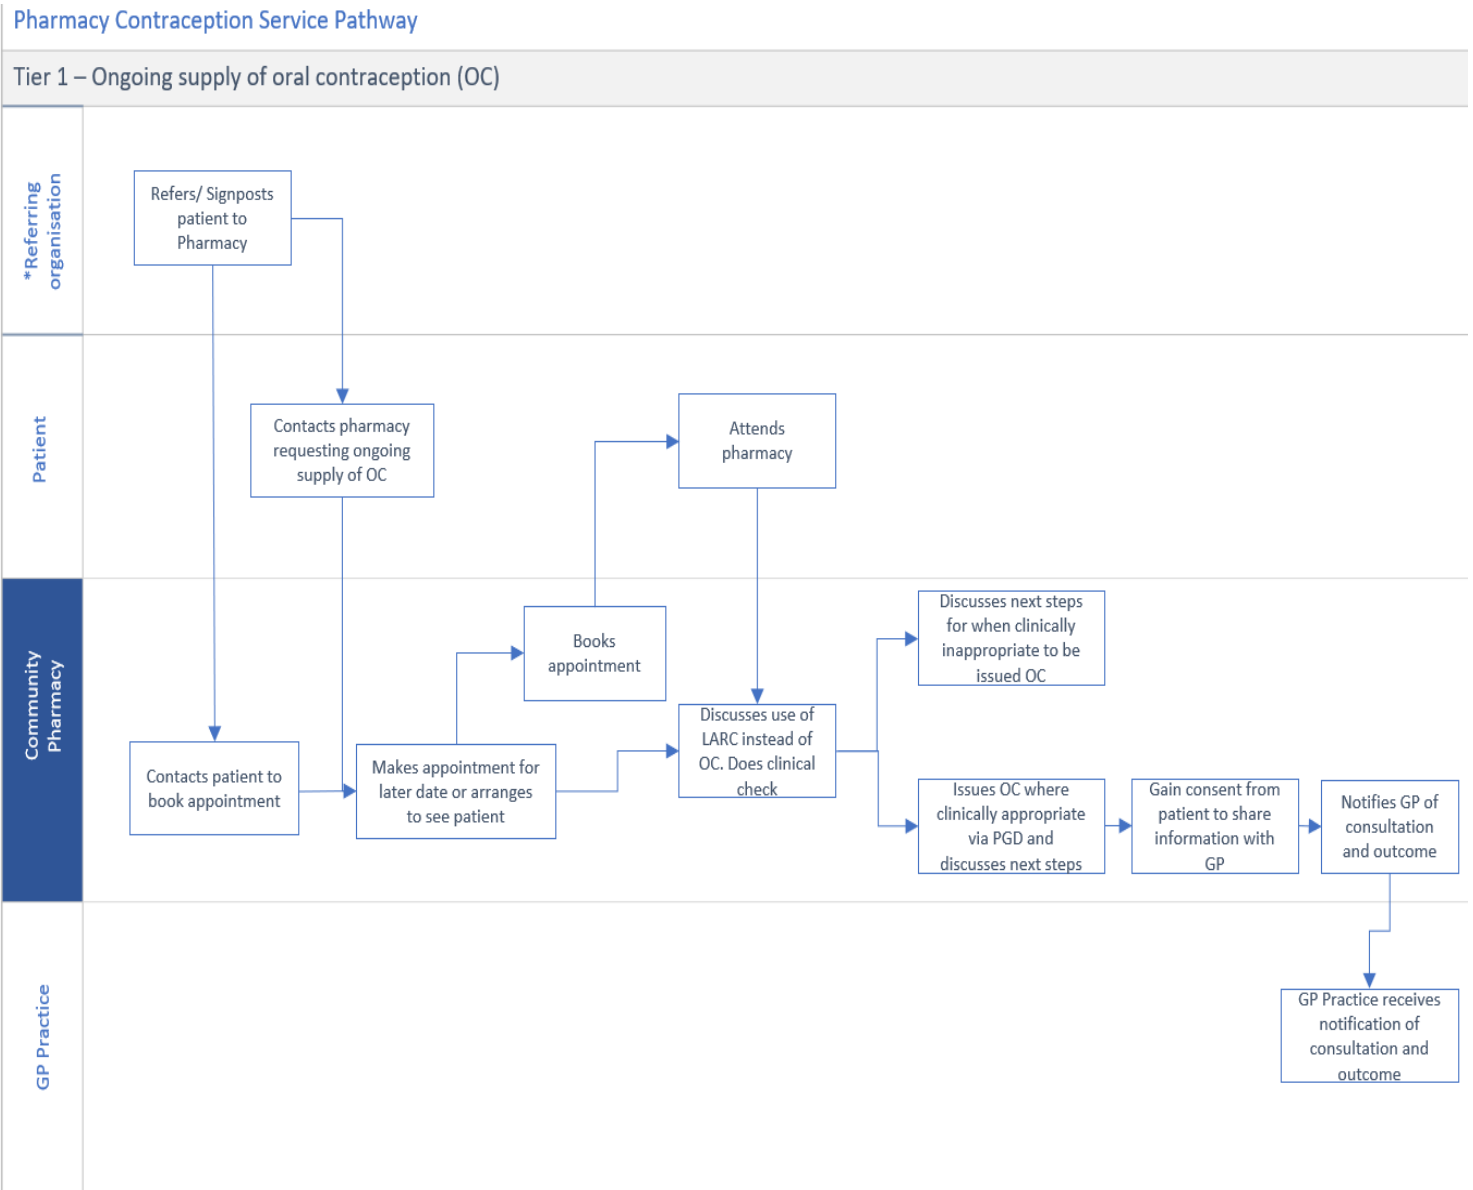 Pharmacy Contraception Service Pathway
Tier 1 – Ongoing supply of oral contraception (OC)
*Referring
organisation
Refers/ Signposts
patient to
Pharmacy
Patient
Contacts pharmacy
requesting ongoing
supply of OC
Attends
pharmacy
Community
Pharmacy
Contacts patient to
book appointment
Makes appointment for
later date or arranges
to see patient
Books
appointment
Discusses use of
LARC instead of
OC. Does clinical
check
Discusses next steps
for when clinically
inappropriate to be
issued OC
Issues OC where
clinically appropriate
via PGD and
discusses next steps
Gain consent from
patient to share
information with
GP
Notifies GP of
consultation
and outcome
GP Practice
GP Practice receives
notification of
consultation and
outcome